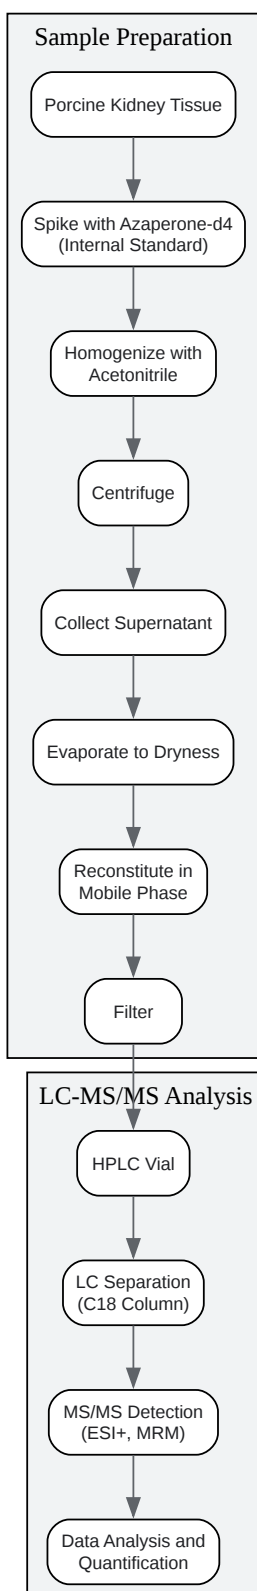 Sample Preparation
Porcine Kidney Tissue
Spike with Azaperone-d4
(Internal Standard)
Homogenize with
Acetonitrile
Centrifuge
Collect Supernatant
Evaporate to Dryness
Reconstitute in
Mobile Phase
Filter
LC-MS/MS Analysis
HPLC Vial
LC Separation
(C18 Column)
MS/MS Detection
(ESI+, MRM)
Data Analysis and
Quantification